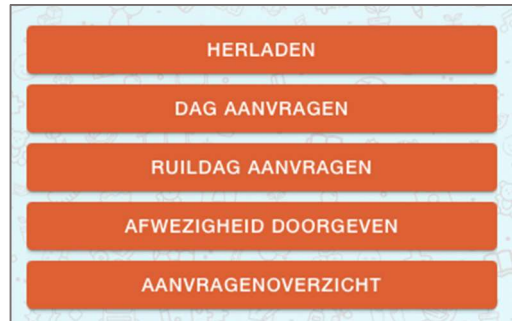 HERLADEN
DAG AANVRAGEN
RUILDAG AANVRAGEN
AFWEZIGHEID DOORGEVEN
AANVRAGENOVERZICHT